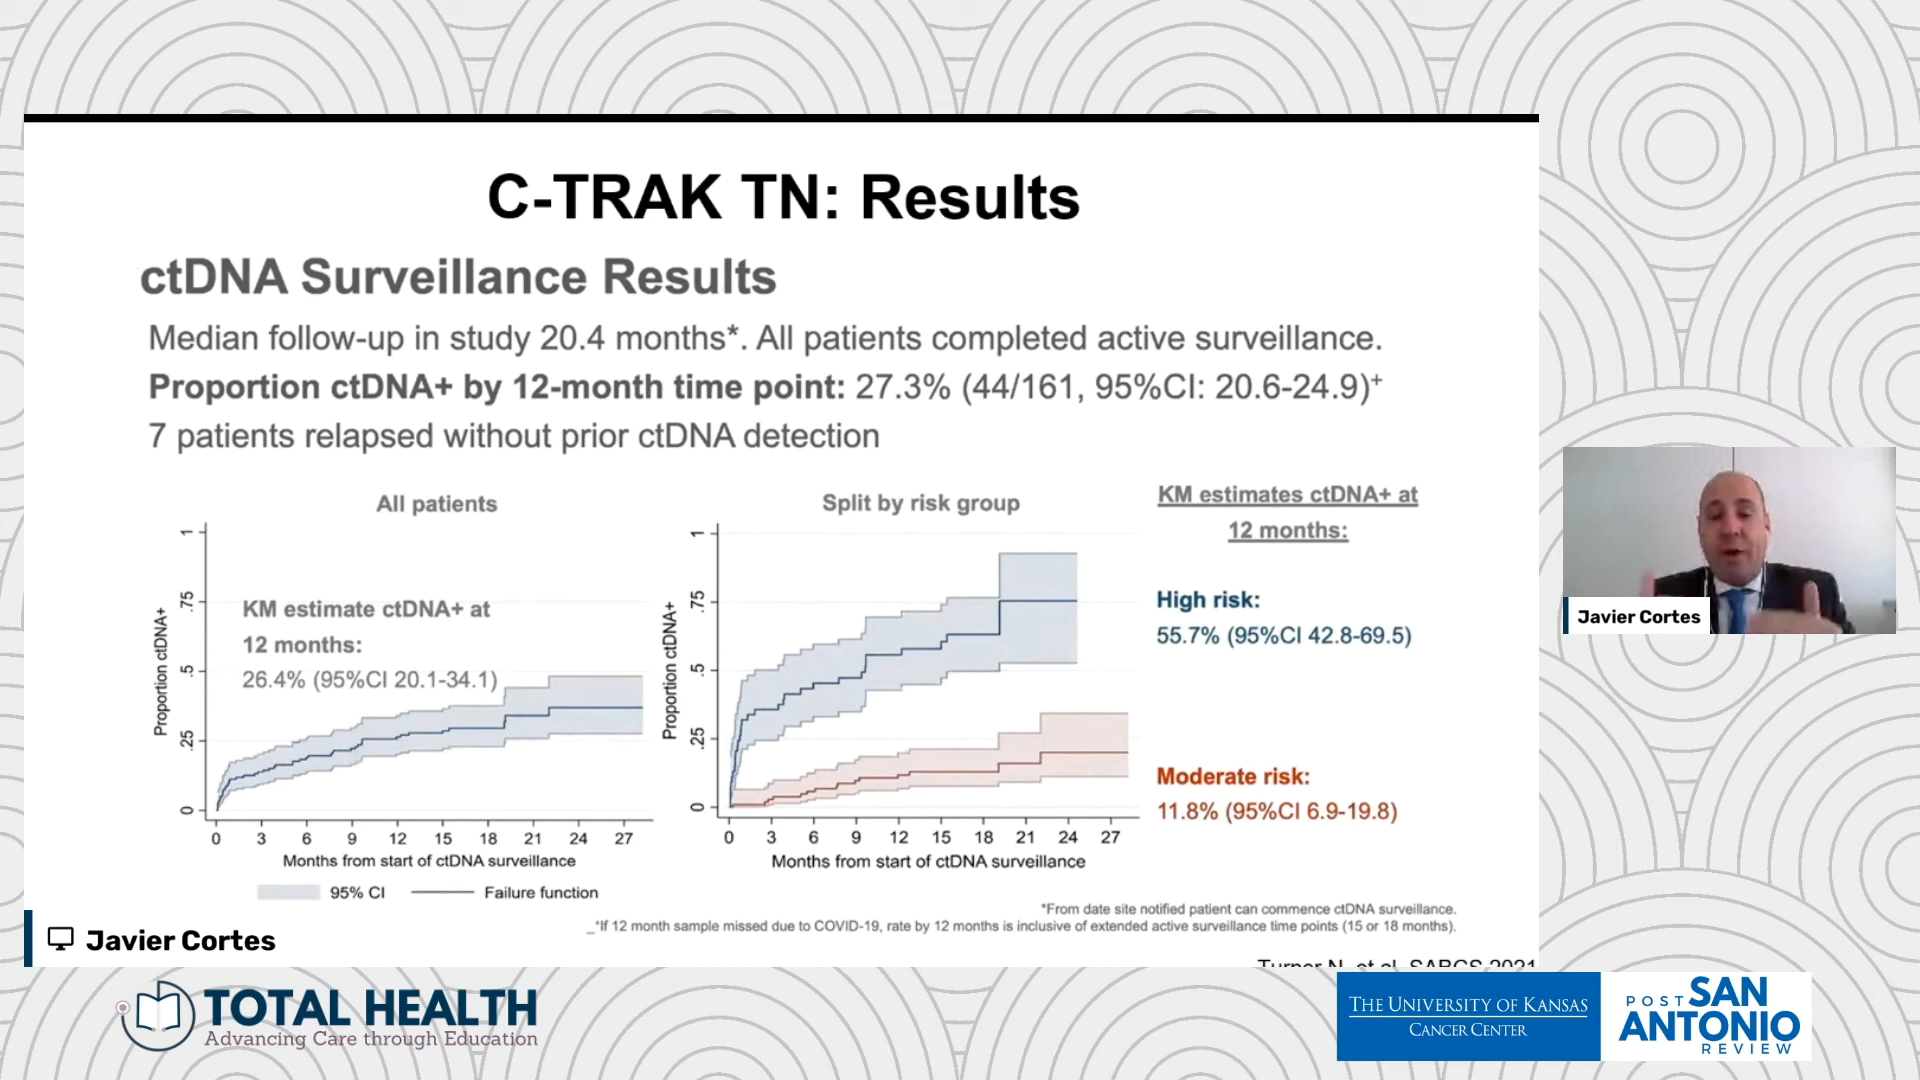 C-TRAK TN: Results
ctDNA Surveillance Results
Median follow-up in study 20.4 months*. All patients completed active surveillance.
Proportion ctDNA+ by 12-month time point: 27.3% (44/161, 95%CI: 20.6-24.9)+
7 patients relapsed without prior ctDNA detection
All patients
Proportion ctDNA+
1
.75
.5
.25
0
KM estimate ctDNA+ at
12 months:
26.4% (95%CI 20.1-34.1)
0 3 6 9 12 15 18 21 24 27
Months from start of ctDNA surveillance
95% CI
Failure function
Split by risk group
Proportion ctDNA+
1
.75
.5
.25
0
0 3 6 9 12 15 18 21 24 27
Months from start of ctDNA surveillance
KM estimates ctDNA+ at
12 months:
High risk:
55.7% (95%CI 42.8-69.5)
Moderate risk:
11.8% (95%CI 6.9-19.8)
*From date site notified patient can commence ctDNA surveillance.
_+If 12 month sample missed due to COVID-19, rate by 12 months is inclusive of extended active surveillance time points (15 or 18 months).
Turner N, et al. SABCS 2021
Javier Cortes
Javier Cortes
TOTAL HEALTH
Advancing Care through Education
THE UNIVERSITY OF KANSAS
CANCER CENTER
POST SAN
ANTONIO
REVIEW